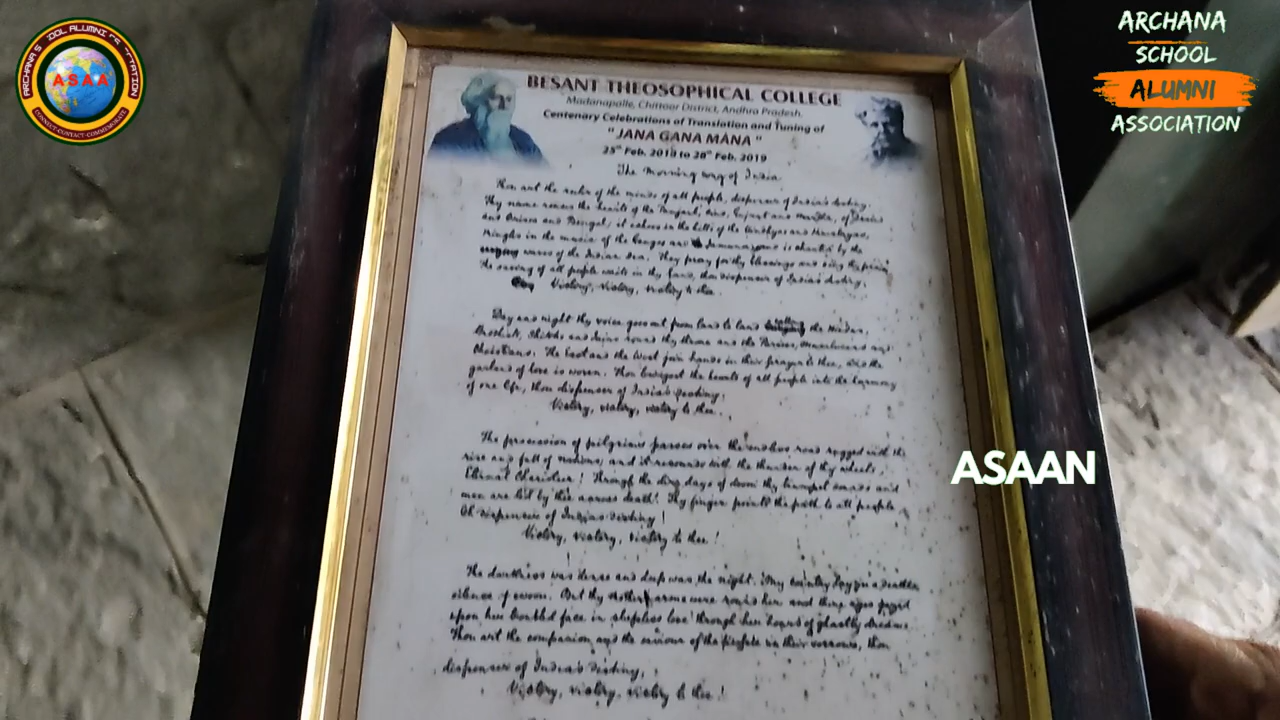 ARCHANA SCHOOL ALUMNI ASSOCIATION
ASAA
CONNECT-CONTACT-COMMEMORATE
ARCHANA
SCHOOL
ALUMNI
ASSOCIATION
BESANT THEOSOPHICAL COLLEGE
Madanapalle, Chittoor District, Andhra Pradesh.
Centenary Celebrations of Translation and Tuning of
" JANA GANA MANA "
25th Feb. 2018 to 28th Feb. 2019
The Morning song of India
Thou art the ruler of the minds of all people, dispenser of India's destiny.
Thy name rouses the hearts of the Punjab, Sind, Gujrat and Maratha, of Dravid
and Orissa and Bengal; it echoes in the hills of the Vindhyas and Himalayas,
mingles in the music of the Ganges and Jamuna and is chanted by the
waves of the Indian Sea. They pray for thy blessings and sing thy praise
The saving of all people waits in thy hand, thou dispenser of India's destiny,
Victory, victory, victory to thee.
Day and night thy voice goes out from land to land calling the Hindus,
Buddhists, Sikhs and Jains round thy throne and the Parsees, Mussalmans and
Christians. The East and the West join hands in their prayer to thee, and the
garland of love is woven. Thou bringest the hearts of all people into the harmony
of one life, thou dispenser of India's destiny,
Victory, victory, victory to thee.
The procession of pilgrims passes over the endless road rugged with the
rise and fall of nations; and it resounds with the thunder of thy wheels,
Eternal Charioteer! Through the dire days of doom thy trumpet sounds and
men are led by thee across death! Thy finger points the path to all people.
Oh dispenser of India's destiny!
Victory, victory, victory to thee!
ASAAN
The darkness was dense and deep was the night. My country lay in a deathlike
silence of swoon. But thy mother arms were round her and thine eyes gazed
upon her troubled face in sleepless love through her hours of ghastly dreams.
Thou art the companion and the saviour of the people in their sorrows, thou
dispenser of India's destiny,
Victory, victory, victory to thee!